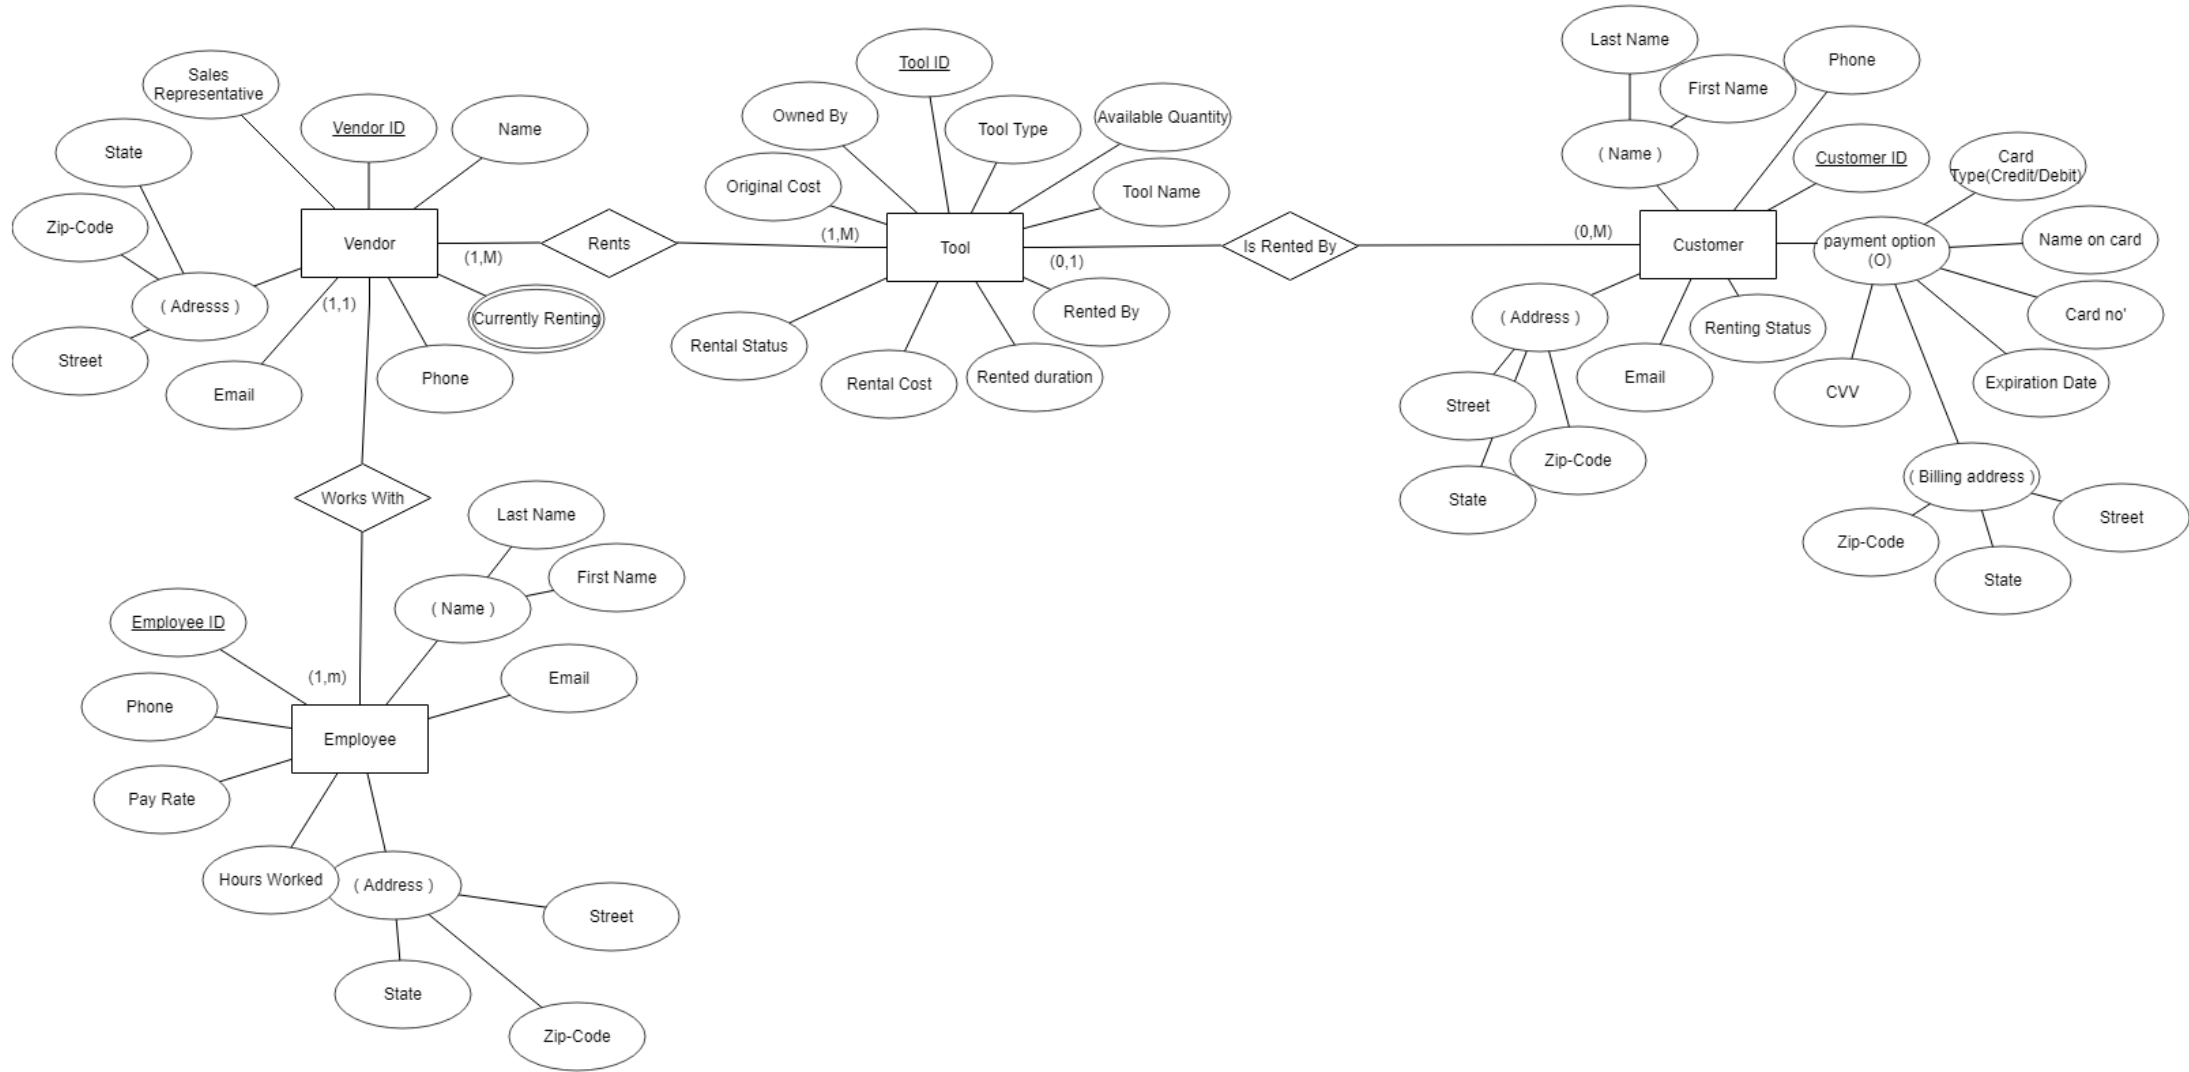 Last Name
Phone
First Name
( Name )
Customer ID
Card
Type(Credit/Debit)
Tool ID
Owned By
Tool Type
Available Quantity
Original Cost
Tool Name
Sales
Representative
Vendor ID
Name
State
Zip-Code
Vendor
(1,M)
Rents
(1,M)
Tool
(0,1)
Is Rented By
(0,M)
Customer
payment option
(O)
Name on card
( Adresss )
(1,1)
Currently Renting
Street
Email
Phone
Rental Status
Rental Cost
Rented duration
Rented By
( Address )
Renting Status
Card no'
Email
CVV
Expiration Date
Street
Zip-Code
State
( Billing address )
Zip-Code
State
Street
Works With
Last Name
First Name
( Name )
Employee ID
(1,m)
Email
Phone
Employee
Pay Rate
Hours Worked
( Address )
Street
State
Zip-Code